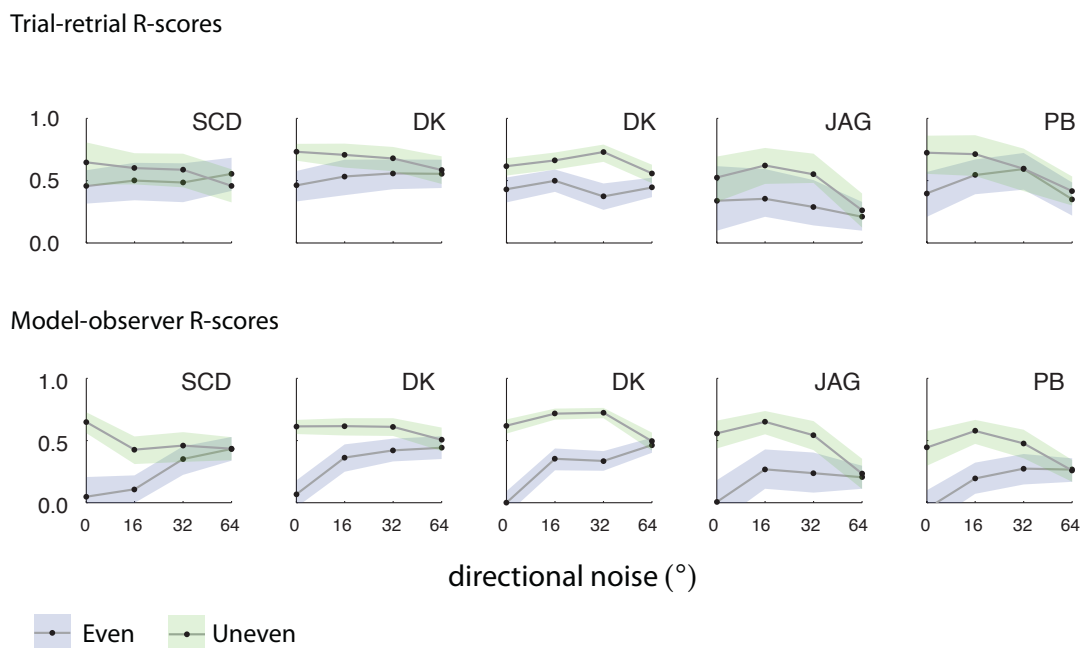 Trial-retrial R-scores
SCD DK DK JAG PB
1.0
0.5
0.0
Model-observer R-scores
SCD DK DK JAG PB
1.0
0.5
0.0
0 16 32 64 0 16 32 64 0 16 32 64 0 16 32 64 0 16 32 64
directional noise (°)
Even Uneven